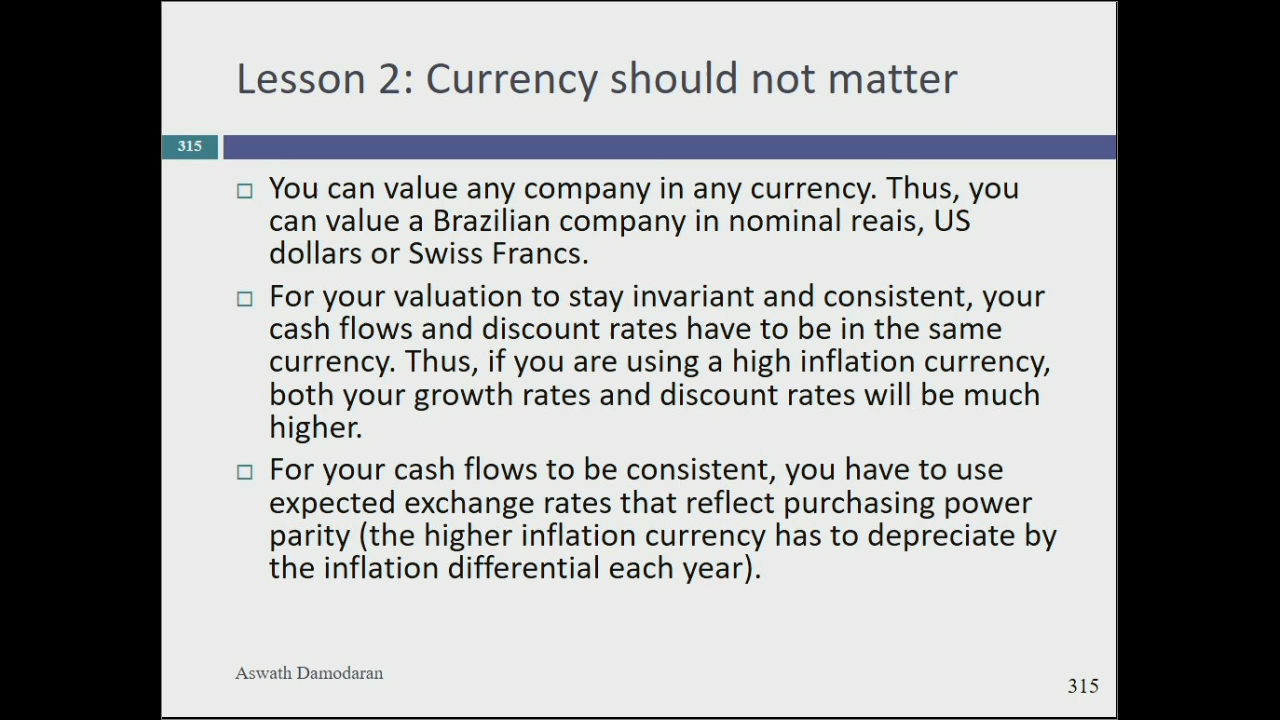 Lesson 2: Currency should not matter
315
You can value any company in any currency. Thus, you
can value a Brazilian company in nominal reais, US
dollars or Swiss Francs.
For your valuation to stay invariant and consistent, your
cash flows and discount rates have to be in the same
currency. Thus, if you are using a high inflation currency,
both your growth rates and discount rates will be much
higher.
For your cash flows to be consistent, you have to use
expected exchange rates that reflect purchasing power
parity (the higher inflation currency has to depreciate by
the inflation differential each year).
Aswath Damodaran
315